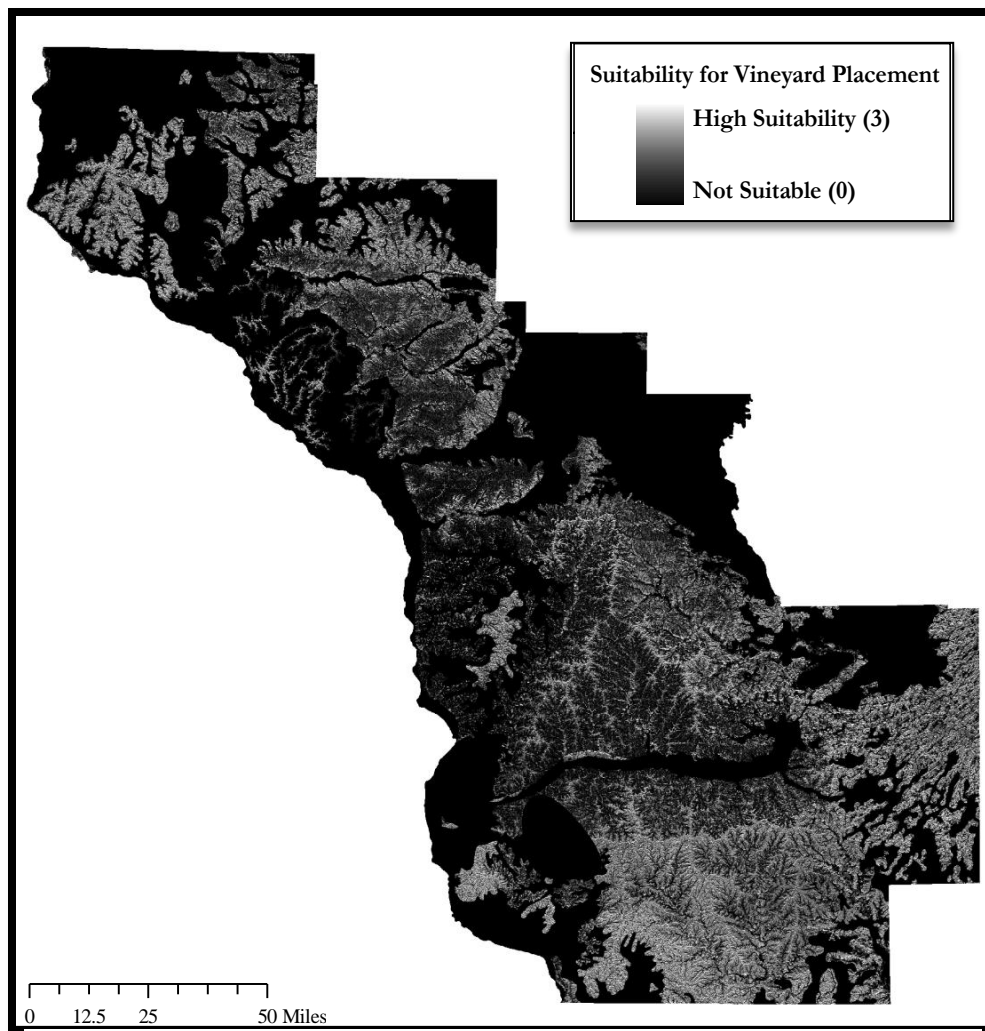 Suitability for Vineyard Placement
High Suitability (3)
Not Suitable (0)
0 12.5 25 50 Miles